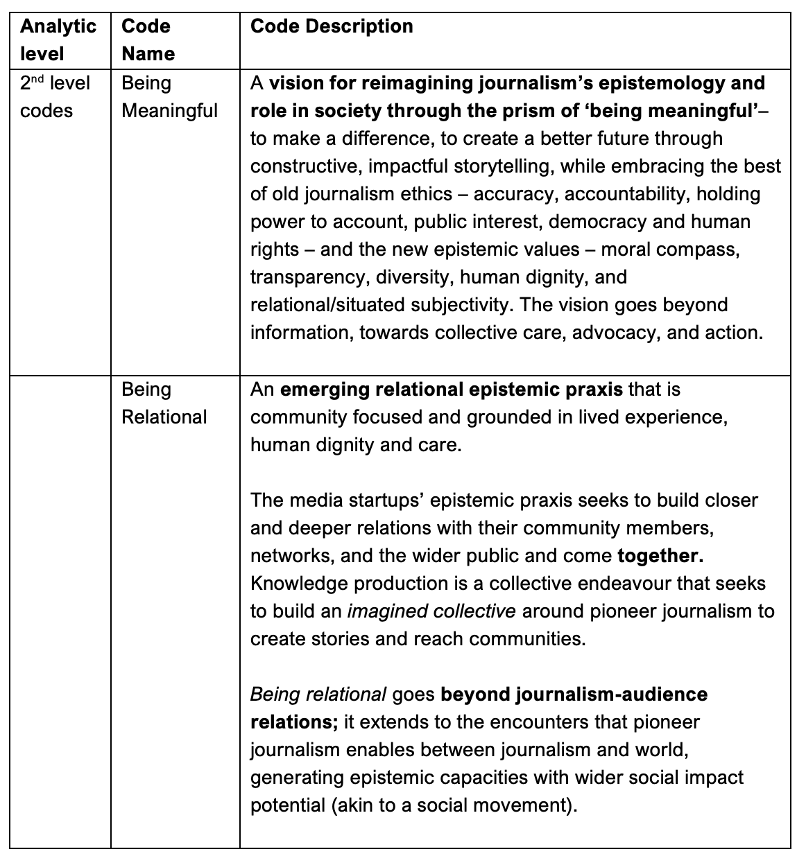 Analytic level
Code Name
Code Description
2nd level codes
Being Meaningful
A vision for reimagining journalism’s epistemology and
role in society through the prism of ‘being meaningful’–
to make a difference, to create a better future through
constructive, impactful storytelling, while embracing the best
of old journalism ethics – accuracy, accountability, holding
power to account, public interest, democracy and human
rights – and the new epistemic values – moral compass,
transparency, diversity, human dignity, and
relational/situated subjectivity. The vision goes beyond
information, towards collective care, advocacy, and action.
Being Relational
An emerging relational epistemic praxis that is
community focused and grounded in lived experience,
human dignity and care.
The media startups’ epistemic praxis seeks to build closer
and deeper relations with their community members,
networks, and the wider public and come together.
Knowledge production is a collective endeavour that seeks
to build an imagined collective around pioneer journalism to
create stories and reach communities.
Being relational goes beyond journalism-audience
relations; it extends to the encounters that pioneer
journalism enables between journalism and world,
generating epistemic capacities with wider social impact
potential (akin to a social movement).